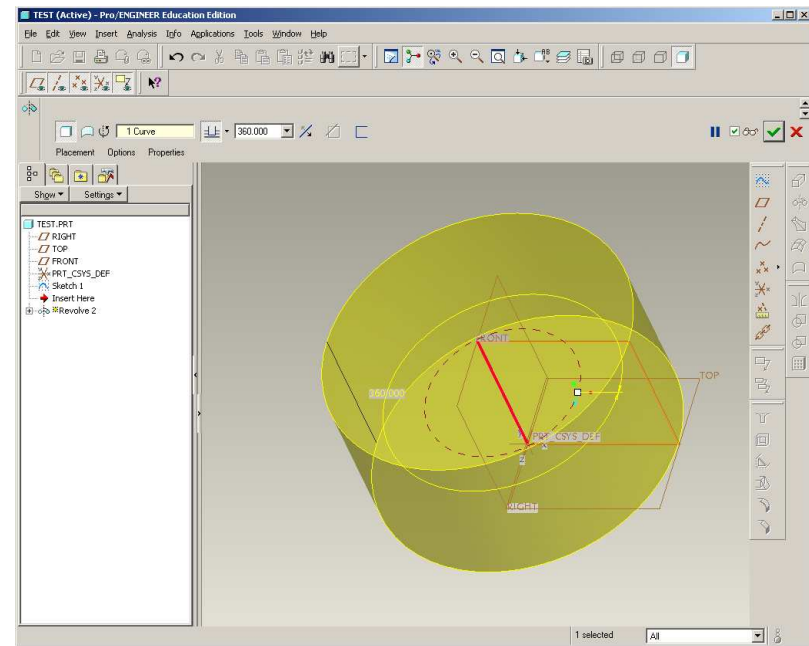 TEST (Active) - Pro/ENGINEER Education Edition
File Edit View Insert Analysis Info Applications Tools Window Help
1 Curve
360.000
Placement Options Properties
Show Settings
TEST.PRT
RIGHT
TOP
FRONT
PRT_CSYS_DEF
Sketch 1
Insert Here
Revolve 2
FRONT
TOP
360.000
PRT_CSYS_DEF
X
Z
RIGHT
1 selected All